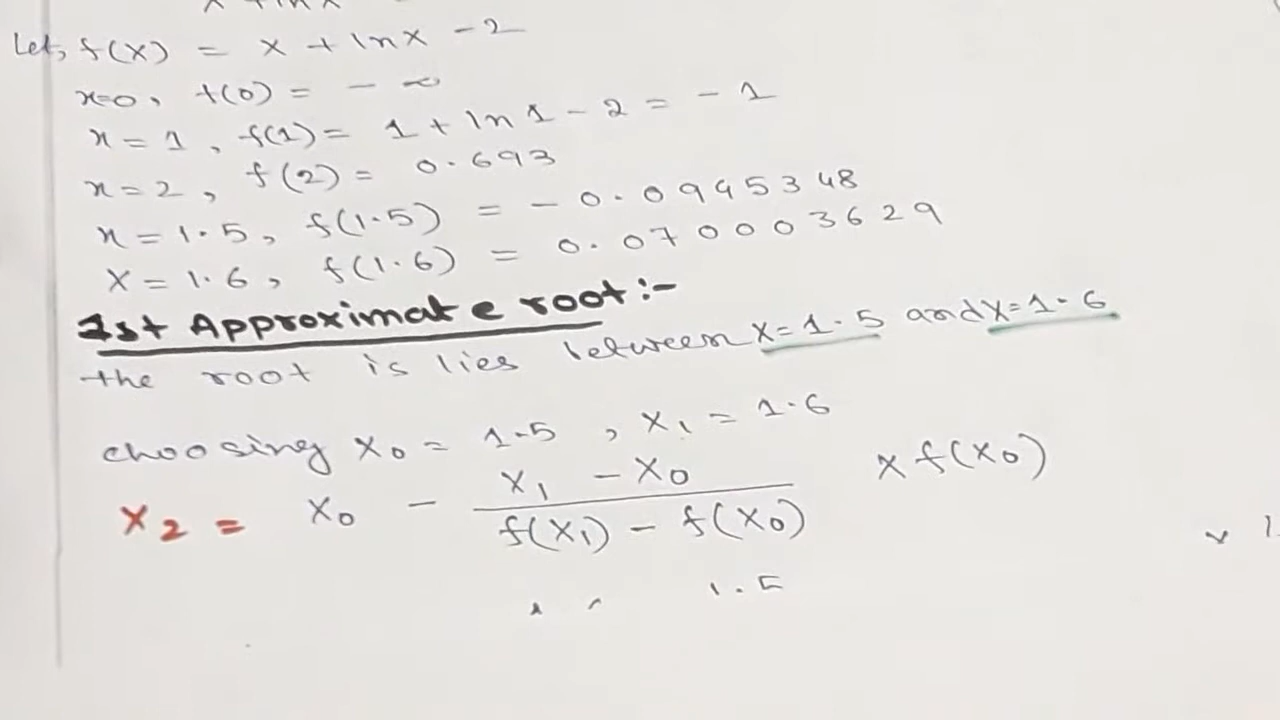 Let, f(x) = x + lnx - 2
x=0, f(0) = - ∞
x = 1, f(1) = 1 + ln 1 - 2 = - 1
x = 2, f(2) = 0.693
x = 1.5, f(1.5) = - 0.0945348
x = 1.6, f(1.6) = 0.070003629
1st Approximate root:-
the root is lies between x=1.5 and x=1.6
choosing x₀ = 1.5, x₁ = 1.6
x₂ = x₀ - (x₁ - x₀) / (f(x₁) - f(x₀)) × f(x₀)
1.5